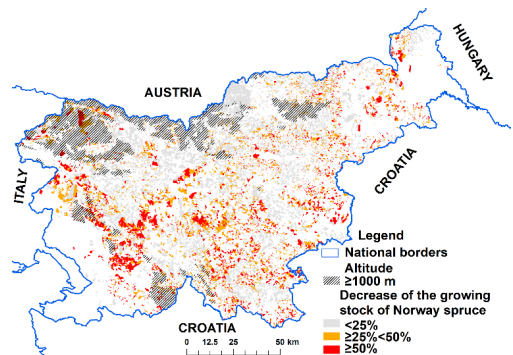 HUNGARY
AUSTRIA
CROATIA
ITALY
Legend
National borders
Altitude
≥1000 m
Decrease of the growing
stock of Norway spruce
<25%
≥25%<50%
≥50%
CROATIA
0 12.5 25 50 km